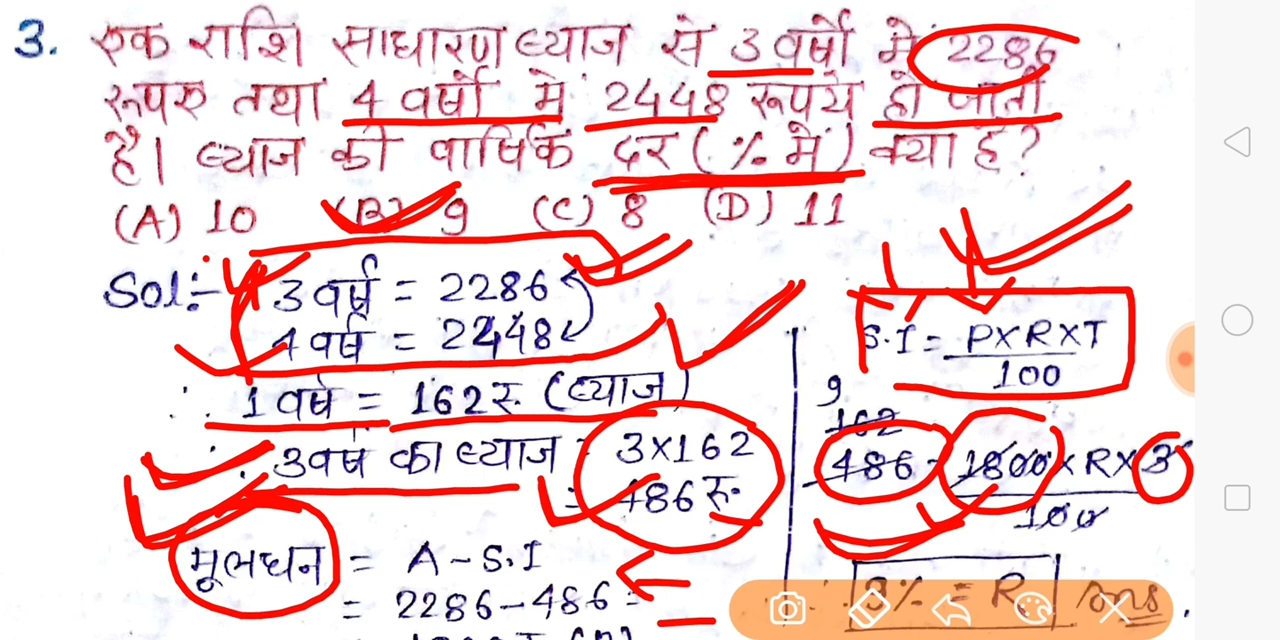 3. एक राशि साधारण ब्याज से 3 वर्षों में 2286
रूपए तथा 4 वर्षों में 2448 रूपये हो जाती
है। ब्याज की वार्षिक दर (% में) क्या है?
(A) 10 (B) 9 (C) 8 (D) 11
Sol:- 3 वर्ष = 2286
4 वर्ष = 2448
∴ 1 वर्ष = 162 रू. (ब्याज)
∴ 3 वर्ष का ब्याज = 3×162
= 486 रू.
मूलधन = A-S.I
= 2286-486 =
S.I = P×R×T
100
9
162
486 = 1800×R×3
100
9% = R Ans.